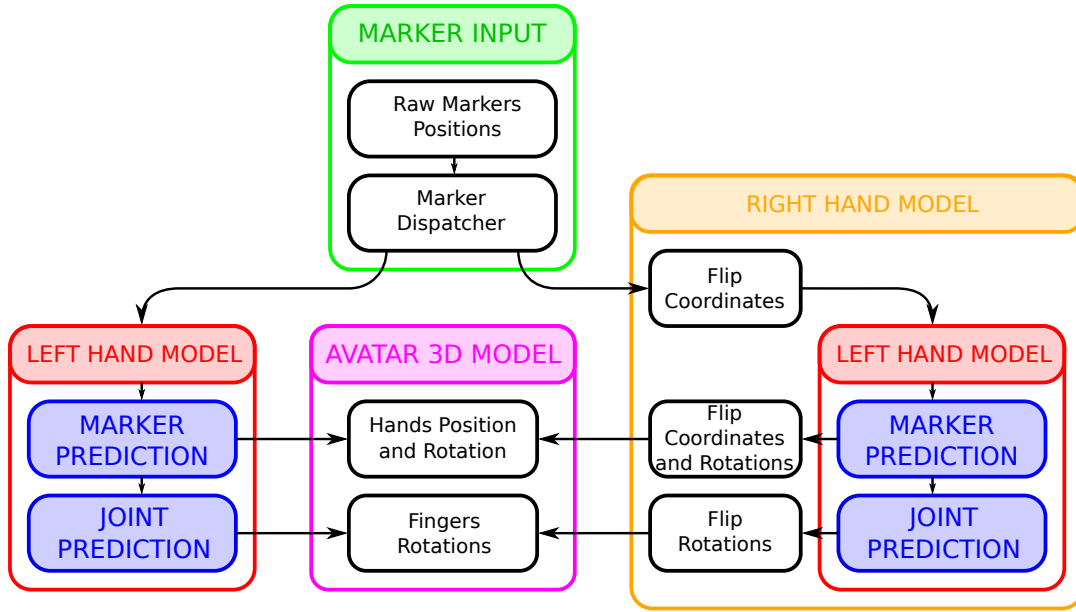 MARKER INPUT
Raw Markers
Positions
Marker
Dispatcher
RIGHT HAND MODEL
Flip
Coordinates
LEFT HAND MODEL
MARKER
PREDICTION
JOINT
PREDICTION
AVATAR 3D MODEL
Hands Position
and Rotation
Fingers
Rotations
Flip
Coordinates
and Rotations
Flip
Rotations
LEFT HAND MODEL
MARKER
PREDICTION
JOINT
PREDICTION